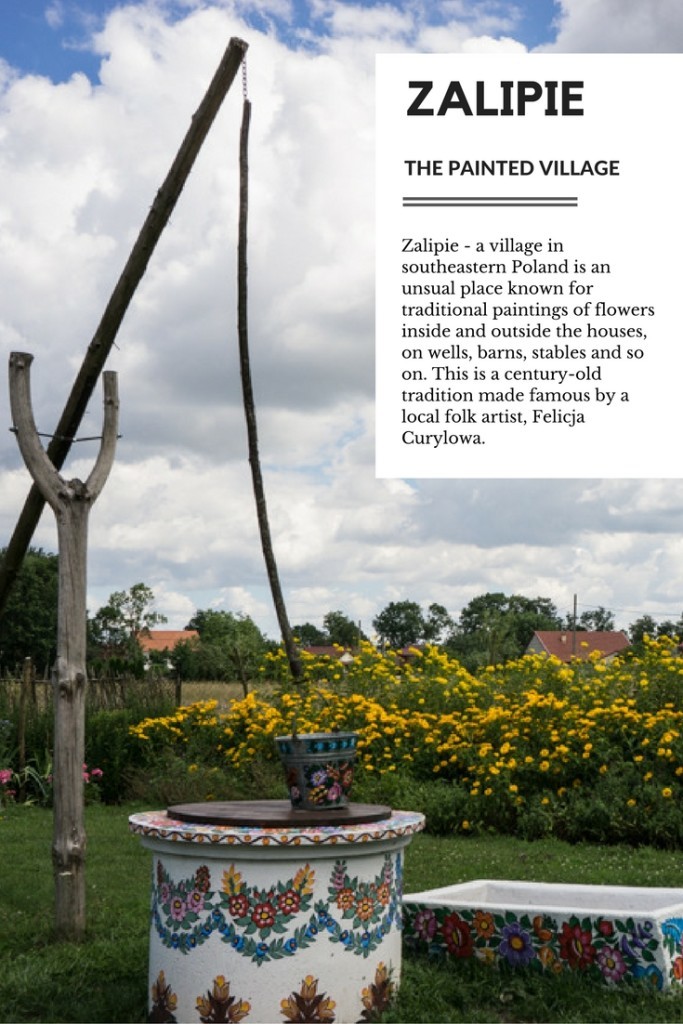 ZALIPIE
THE PAINTED VILLAGE
Zalipie - a village in
southeastern Poland is an
unsual place known for
traditional paintings of flowers
inside and outside the houses,
on wells, barns, stables and so
on. This is a century-old
tradition made famous by a
local folk artist, Felicja
Curylowa.